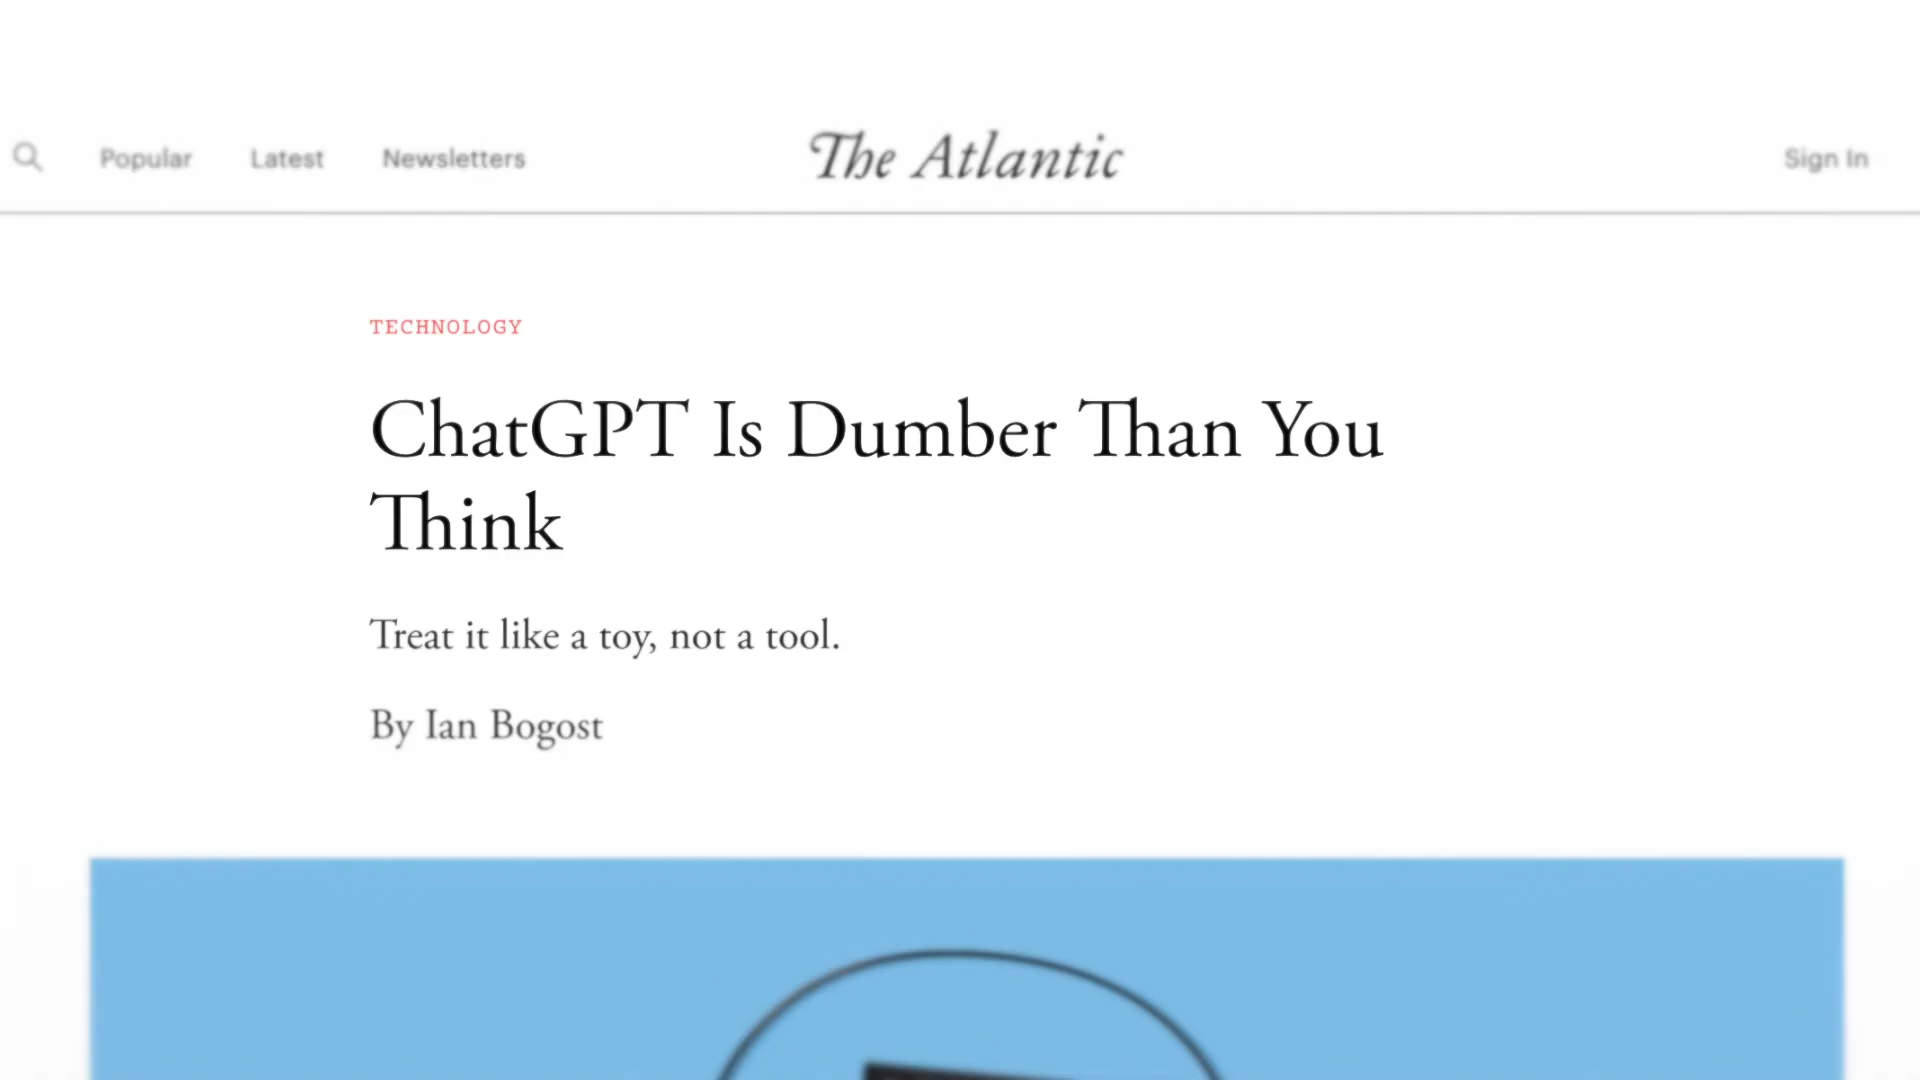 Popular Latest Newsletters The Atlantic Sign In
TECHNOLOGY
ChatGPT Is Dumber Than You
Think
Treat it like a toy, not a tool.
By Ian Bogost